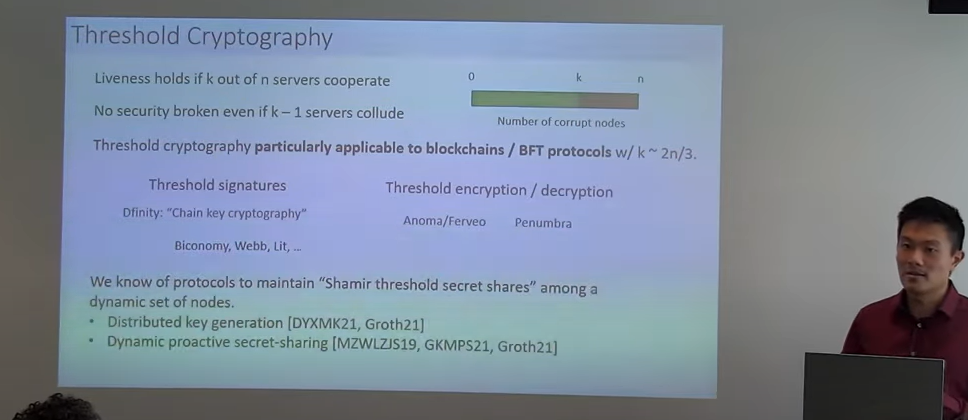 Threshold Cryptography
Liveness holds if k out of n servers cooperate
0 k n
No security broken even if k – 1 servers collude
Number of corrupt nodes
Threshold cryptography particularly applicable to blockchains / BFT protocols w/ k ~ 2n/3.
Threshold signatures
Threshold encryption / decryption
Dfinity: "Chain key cryptography"
Anoma/Ferveo Penumbra
Biconomy, Webb, Lit, ...
We know of protocols to maintain "Shamir threshold secret shares" among a
dynamic set of nodes.
• Distributed key generation [DYXMK21, Groth21]
• Dynamic proactive secret-sharing [MZWLZJS19, GKMPS21, Groth21]